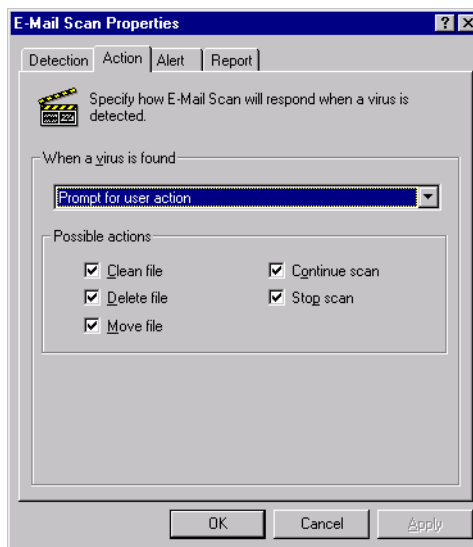 E-Mail Scan Properties
Detection Action Alert Report
Specify how E-Mail Scan will respond when a virus is
detected.
When a virus is found
Prompt for user action
Possible actions
Clean file Continue scan
Delete file Stop scan
Move file
OK Cancel Apply